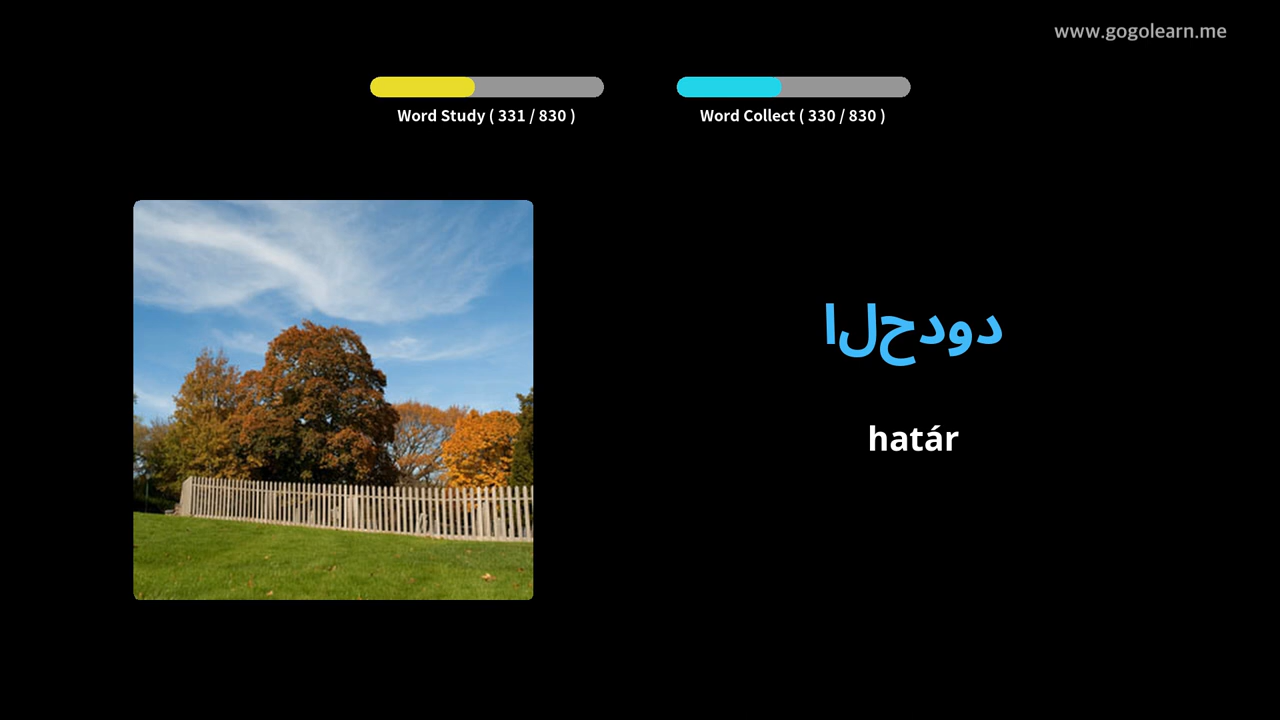 www.gogolearn.me
Word Study ( 331 / 830 )
Word Collect ( 330 / 830 )
الحدود
határ